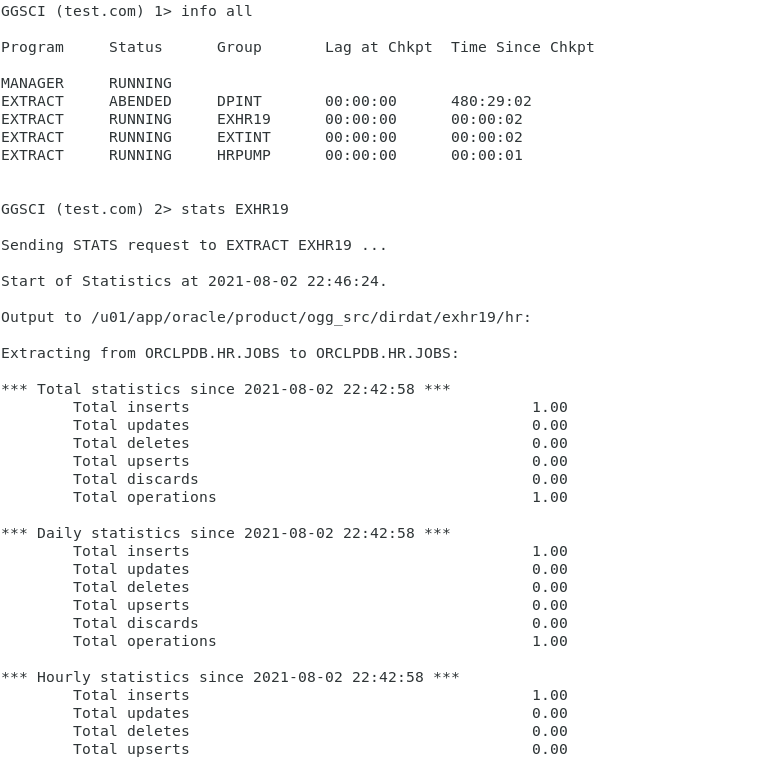 GGSCI (test.com) 1> info all
Program     Status      Group       Lag at Chkpt  Time Since Chkpt
MANAGER     RUNNING
EXTRACT     ABENDED     DPINT       00:00:00      480:29:02
EXTRACT     RUNNING     EXHR19      00:00:00      00:00:02
EXTRACT     RUNNING     EXTINT      00:00:00      00:00:02
EXTRACT     RUNNING     HRPUMP      00:00:00      00:00:01
GGSCI (test.com) 2> stats EXHR19
Sending STATS request to EXTRACT EXHR19 ...
Start of Statistics at 2021-08-02 22:46:24.
Output to /u01/app/oracle/product/ogg_src/dirdat/exhr19/hr:
Extracting from ORCLPDB.HR.JOBS to ORCLPDB.HR.JOBS:
*** Total statistics since 2021-08-02 22:42:58 ***
        Total inserts                                      1.00
        Total updates                                      0.00
        Total deletes                                      0.00
        Total upserts                                      0.00
        Total discards                                     0.00
        Total operations                                   1.00
*** Daily statistics since 2021-08-02 22:42:58 ***
        Total inserts                                      1.00
        Total updates                                      0.00
        Total deletes                                      0.00
        Total upserts                                      0.00
        Total discards                                     0.00
        Total operations                                   1.00
*** Hourly statistics since 2021-08-02 22:42:58 ***
        Total inserts                                      1.00
        Total updates                                      0.00
        Total deletes                                      0.00
        Total upserts                                      0.00